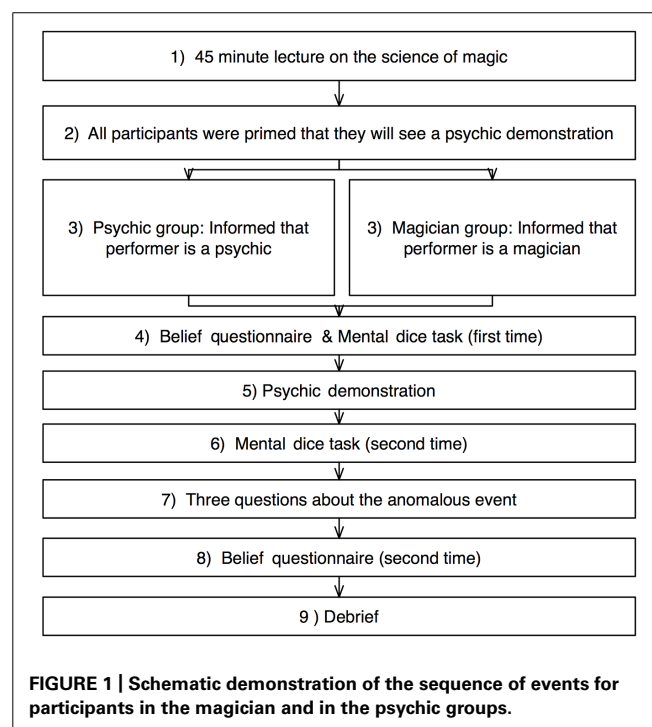 1) 45 minute lecture on the science of magic
2) All participants were primed that they will see a psychic demonstration
3) Psychic group: Informed that
performer is a psychic
3) Magician group: Informed that
performer is a magician
4) Belief questionnaire & Mental dice task (first time)
5) Psychic demonstration
6) Mental dice task (second time)
7) Three questions about the anomalous event
8) Belief questionnaire (second time)
9 ) Debrief
FIGURE 1 | Schematic demonstration of the sequence of events for
participants in the magician and in the psychic groups.